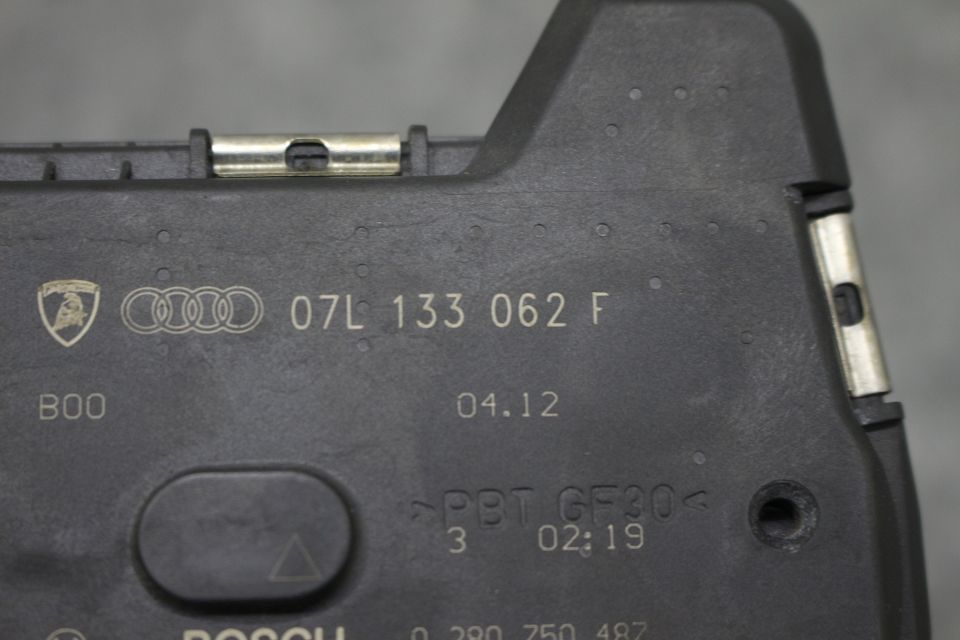 07L 133 062 F
B00 04.12
>PBT GF30<
3 02:19
BOSCH 0 280 750 487